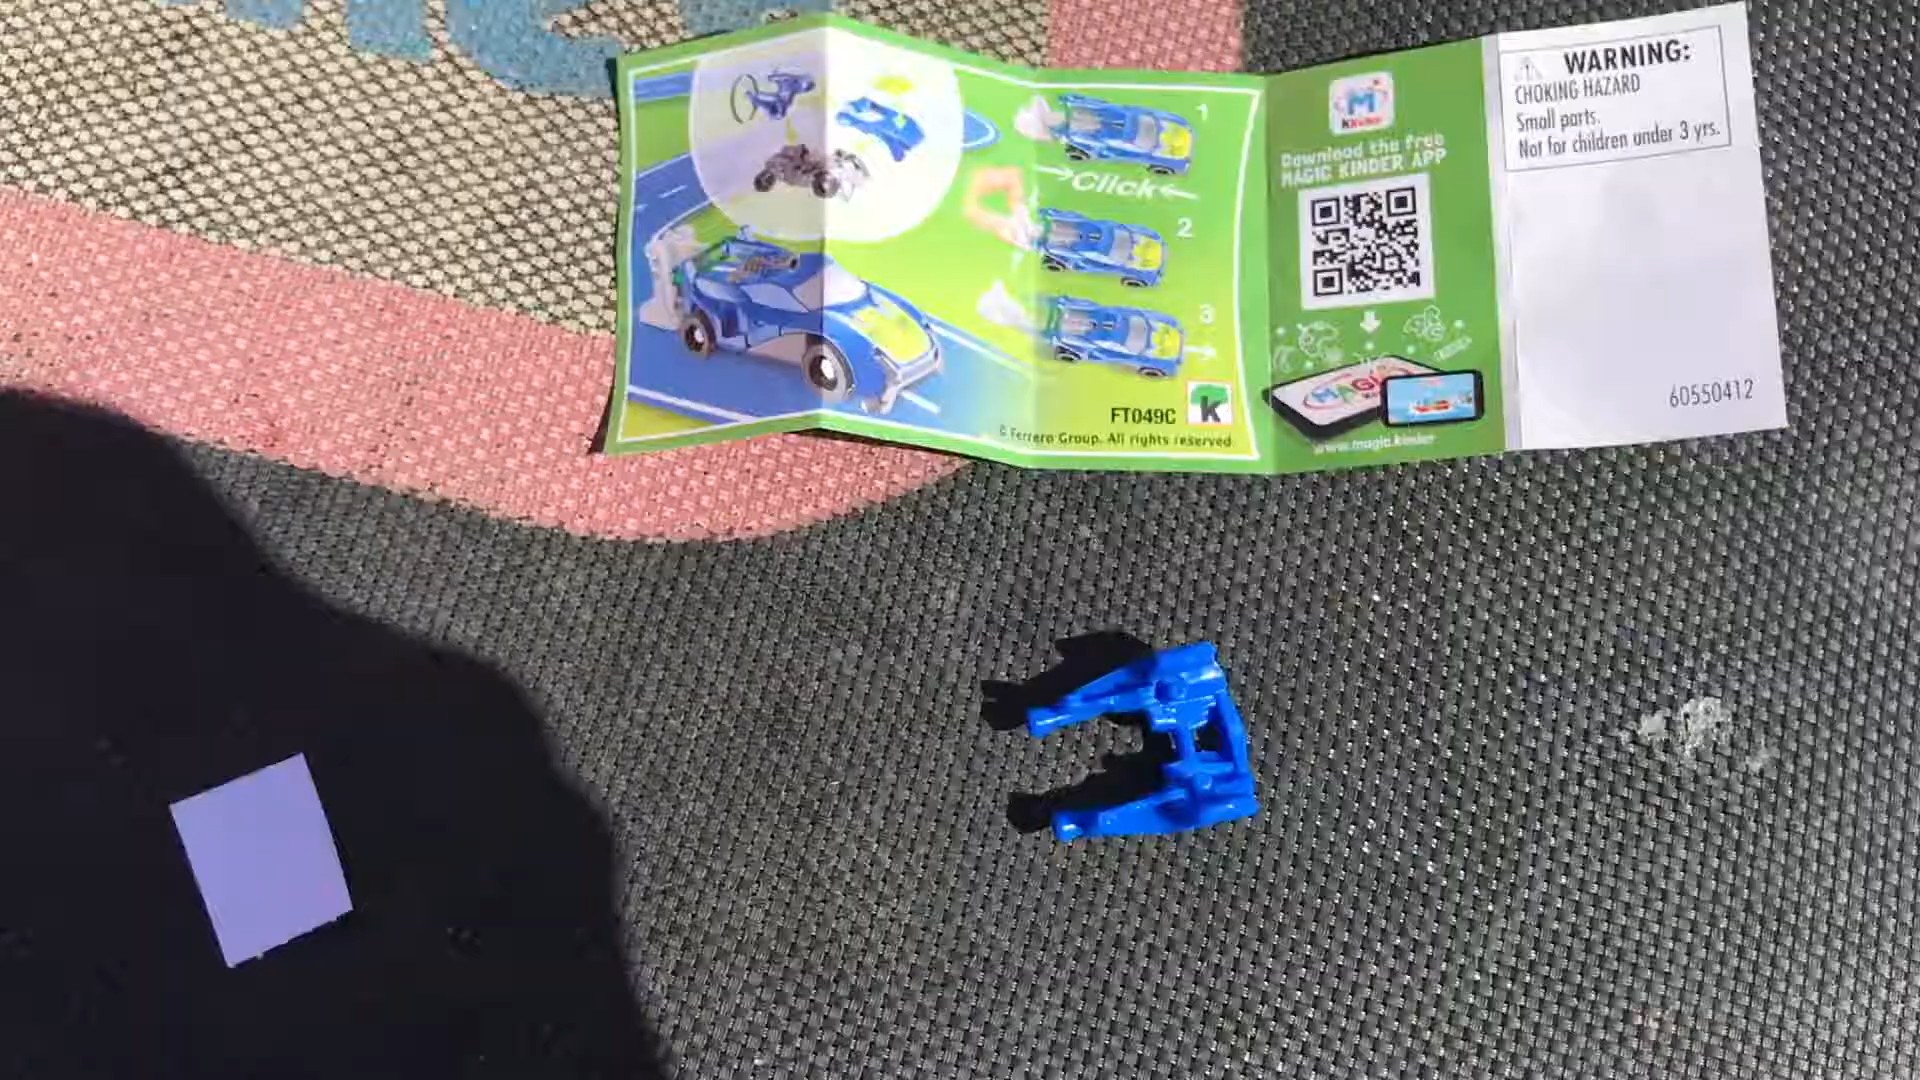 1
Click
2
3
FT049C
K
© Ferrero Group. All rights reserved
M
Kinder
Download the free
MAGIC KINDER APP
MAGIC
www.magic.kinder
WARNING:
CHOKING HAZARD
Small parts.
Not for children under 3 yrs.
60550412